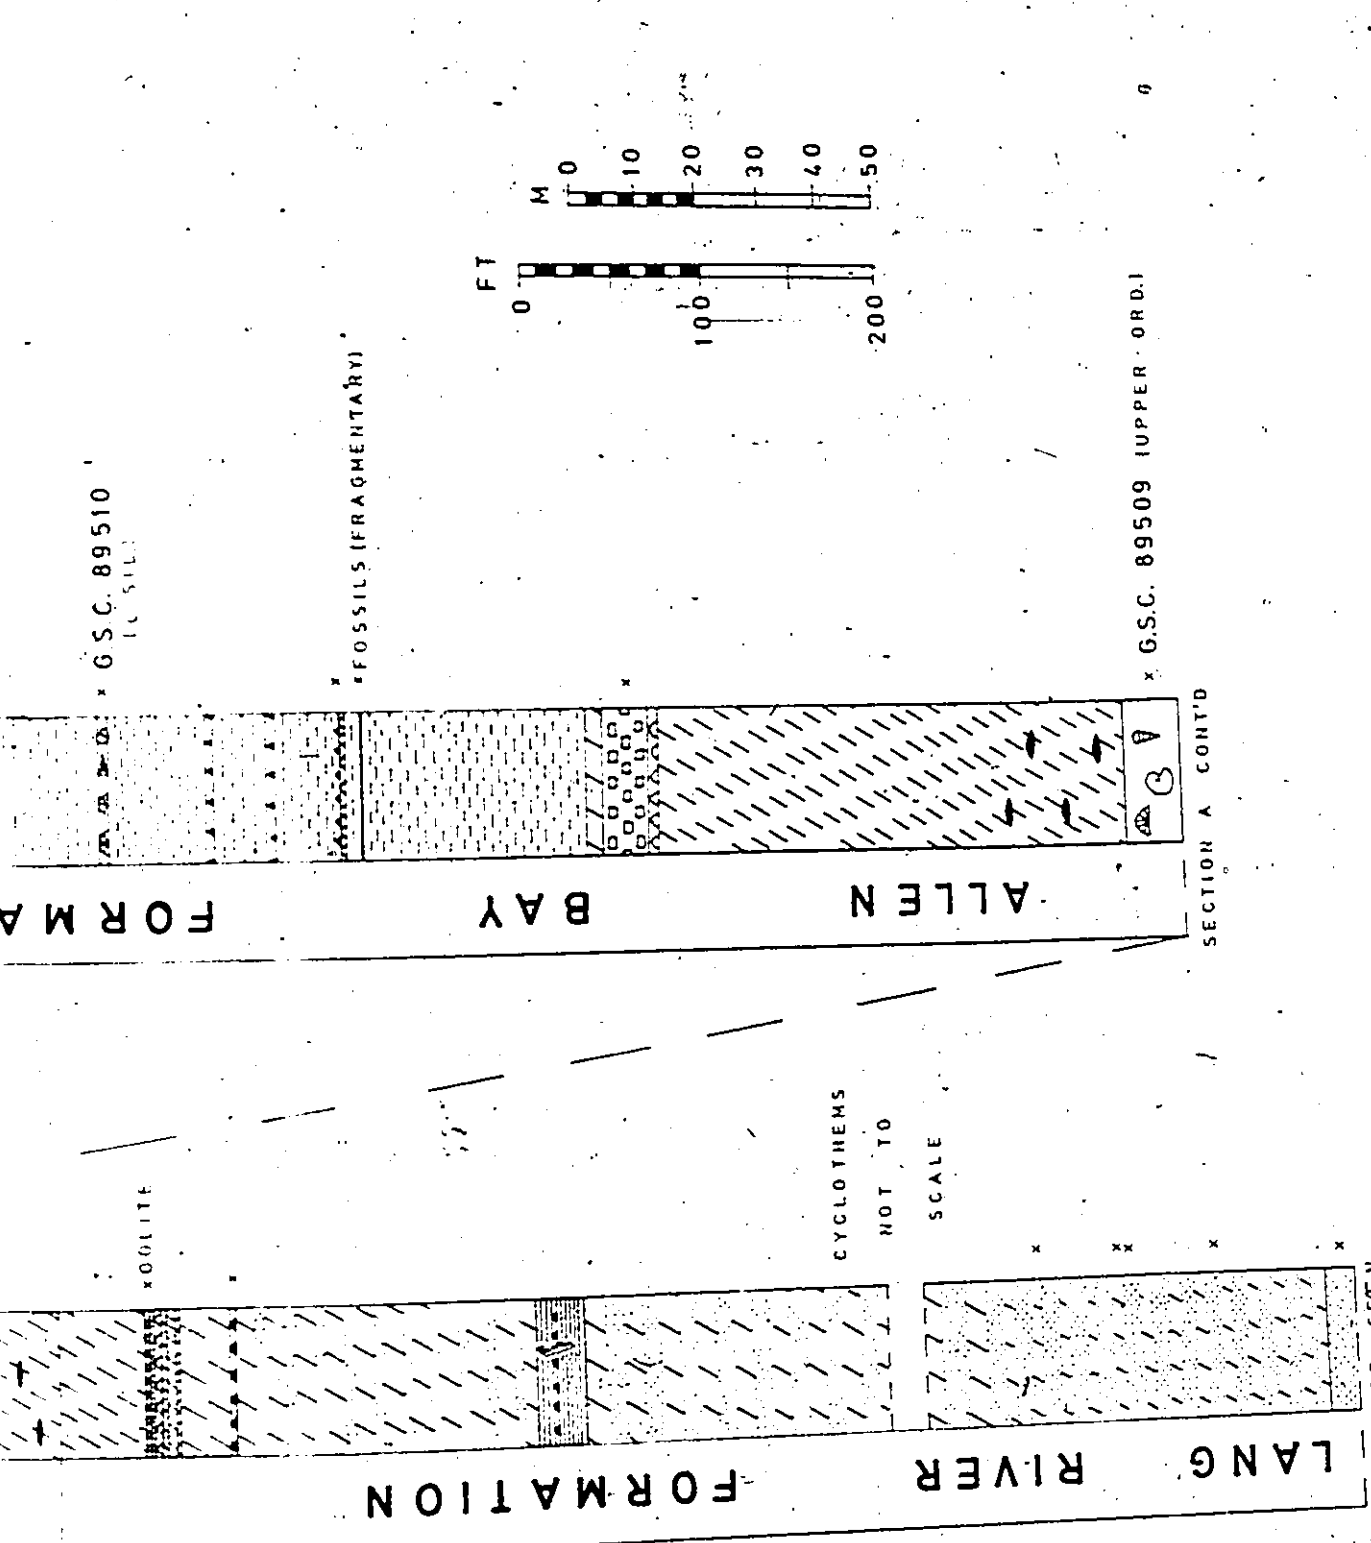 M
0
10
20
30
40
50
FT
0
100
200
G.S.C. 89510
FOSSILS (FRAGMENTARY)
G.S.C. 89509 (UPPER ORD.)
ALLEN BAY FORMA
SECTION A CONT'D
OOLITE
CYCLOTHEMS
NOT TO
SCALE
LANG RIVER FORMATION